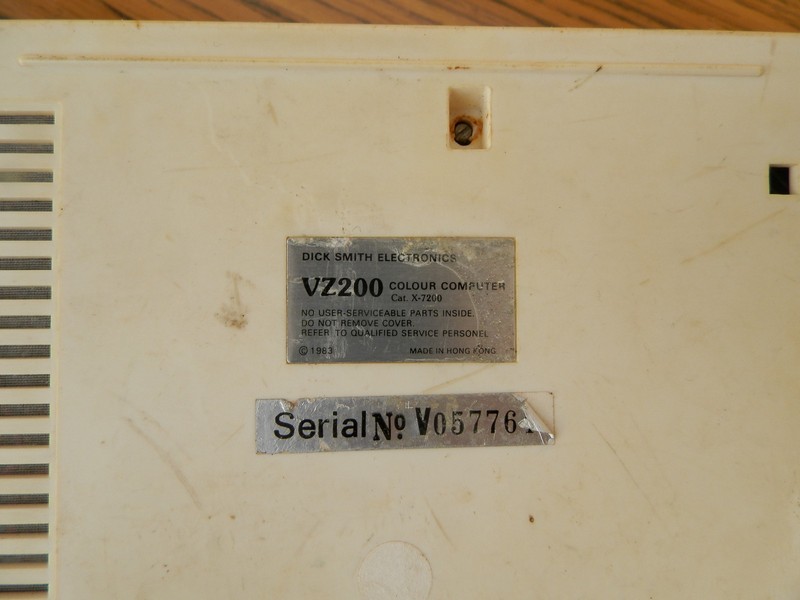 DICK SMITH ELECTRONICS
VZ200 COLOUR COMPUTER
Cat. X-7200
NO USER-SERVICEABLE PARTS INSIDE.
DO NOT REMOVE COVER.
REFER TO QUALIFIED SERVICE PERSONEL
© 1983 MADE IN HONG KONG
Serial No